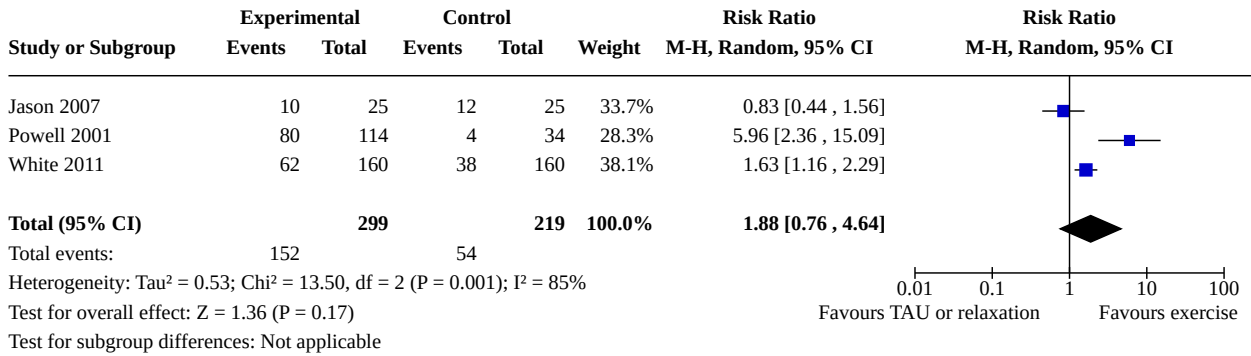 Experimental Control Risk Ratio Risk Ratio
Study or Subgroup Events Total Events Total Weight M-H, Random, 95% CI M-H, Random, 95% CI
Jason 2007 10 25 12 25 33.7% 0.83 [0.44 , 1.56]
Powell 2001 80 114 4 34 28.3% 5.96 [2.36 , 15.09]
White 2011 62 160 38 160 38.1% 1.63 [1.16 , 2.29]
Total (95% CI) 299 219 100.0% 1.88 [0.76 , 4.64]
Total events: 152 54
Heterogeneity: Tau² = 0.53; Chi² = 13.50, df = 2 (P = 0.001); I² = 85%
0.01 0.1 1 10 100
Test for overall effect: Z = 1.36 (P = 0.17)
Favours TAU or relaxation Favours exercise
Test for subgroup differences: Not applicable